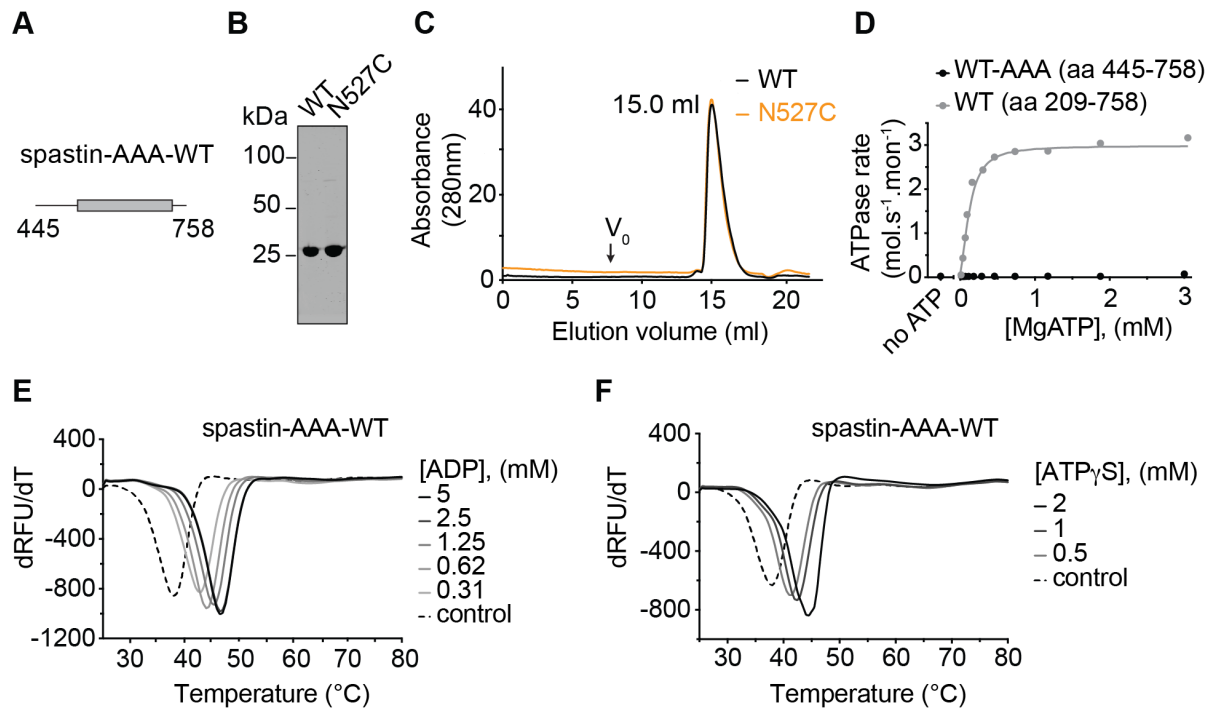 A
spastin-AAA-WT
445
758
B
kDa
WT
N527C
100
50
25
C
WT
N527C
15.0 ml
V0
Absorbance
(280nm)
40
20
0
0
5
10
15
20
Elution volume (ml)
D
WT-AAA (aa 445-758)
WT (aa 209-758)
ATPase rate
(mol.s-1.mon-1)
3
2
1
0
no ATP
0
1
2
3
[MgATP], (mM)
E
spastin-AAA-WT
dRFU/dT
400
0
-400
-800
-1200
30
40
50
60
70
80
Temperature (°C)
[ADP], (mM)
5
2.5
1.25
0.62
0.31
control
F
spastin-AAA-WT
dRFU/dT
400
0
-400
-800
30
40
50
60
70
80
Temperature (°C)
[ATPγS], (mM)
2
1
0.5
control